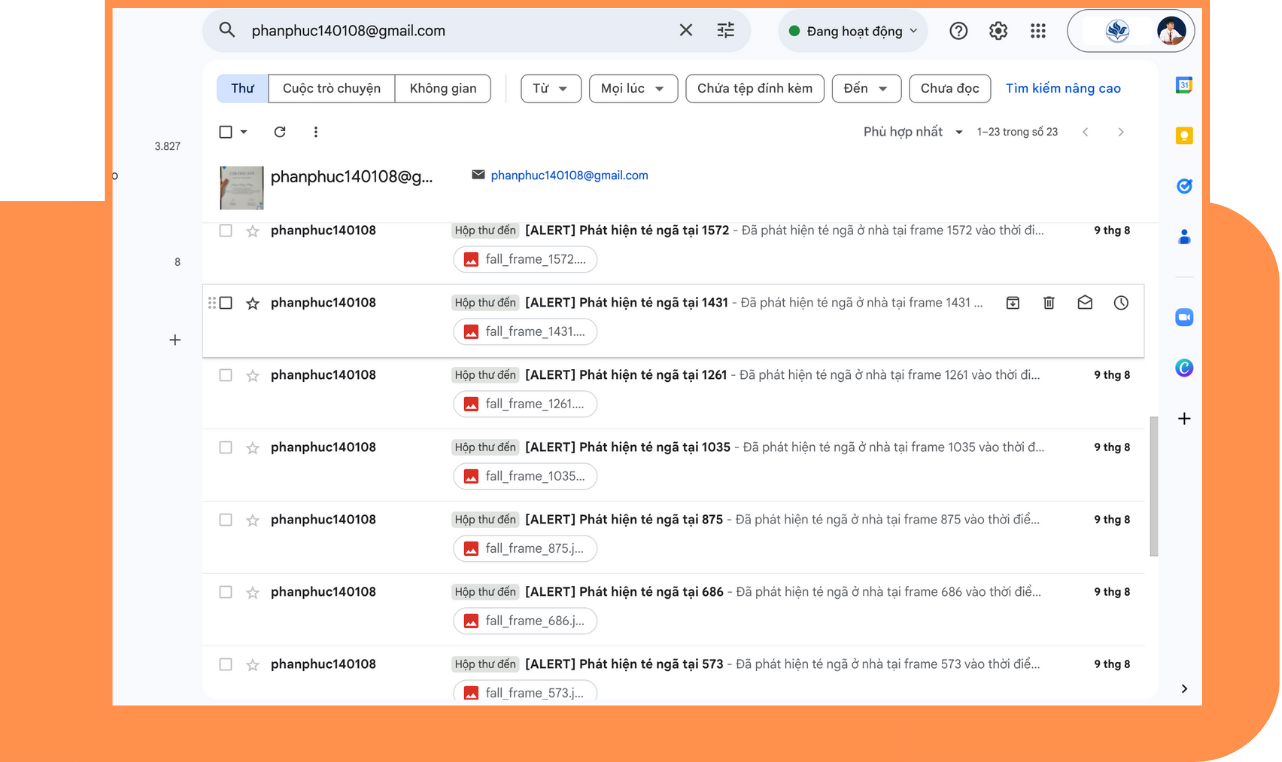 phanphuc140108@gmail.com
Đang hoạt động
Thư
Cuộc trò chuyện
Không gian
Từ
Mọi lúc
Chứa tệp đính kèm
Đến
Chưa đọc
Tìm kiếm nâng cao
31
Phù hợp nhất
1–23 trong số 23
3.827
o
phanphuc140108@g...
phanphuc140108@gmail.com
phanphuc140108 Hộp thư đến [ALERT] Phát hiện té ngã tại 1572 - Đã phát hiện té ngã ở nhà tại frame 1572 vào thời đi... 9 thg 8
fall_frame_1572....
8
phanphuc140108 Hộp thư đến [ALERT] Phát hiện té ngã tại 1431 - Đã phát hiện té ngã ở nhà tại frame 1431 ...
fall_frame_1431....
phanphuc140108 Hộp thư đến [ALERT] Phát hiện té ngã tại 1261 - Đã phát hiện té ngã ở nhà tại frame 1261 vào thời đi... 9 thg 8
fall_frame_1261....
phanphuc140108 Hộp thư đến [ALERT] Phát hiện té ngã tại 1035 - Đã phát hiện té ngã ở nhà tại frame 1035 vào thời đ... 9 thg 8
fall_frame_1035...
phanphuc140108 Hộp thư đến [ALERT] Phát hiện té ngã tại 875 - Đã phát hiện té ngã ở nhà tại frame 875 vào thời điể... 9 thg 8
fall_frame_875.j...
phanphuc140108 Hộp thư đến [ALERT] Phát hiện té ngã tại 686 - Đã phát hiện té ngã ở nhà tại frame 686 vào thời điể... 9 thg 8
fall_frame_686.j...
phanphuc140108 Hộp thư đến [ALERT] Phát hiện té ngã tại 573 - Đã phát hiện té ngã ở nhà tại frame 573 vào thời điể... 9 thg 8
fall_frame_573.j...